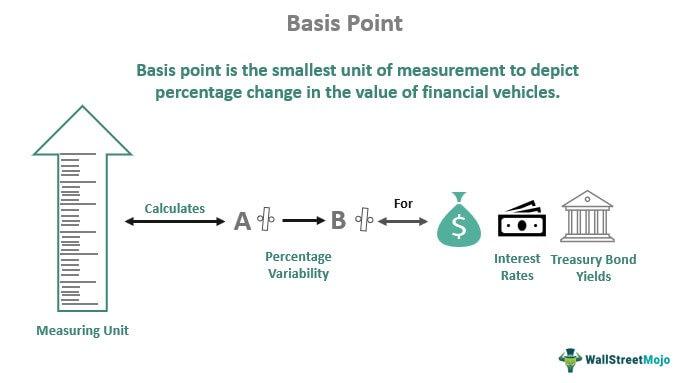 Basis Point
Basis point is the smallest unit of measurement to depict
percentage change in the value of financial vehicles.
Calculates
A
B
For
$
Percentage
Variability
Interest
Rates
Treasury Bond
Yields
Measuring Unit
WallStreetMojo